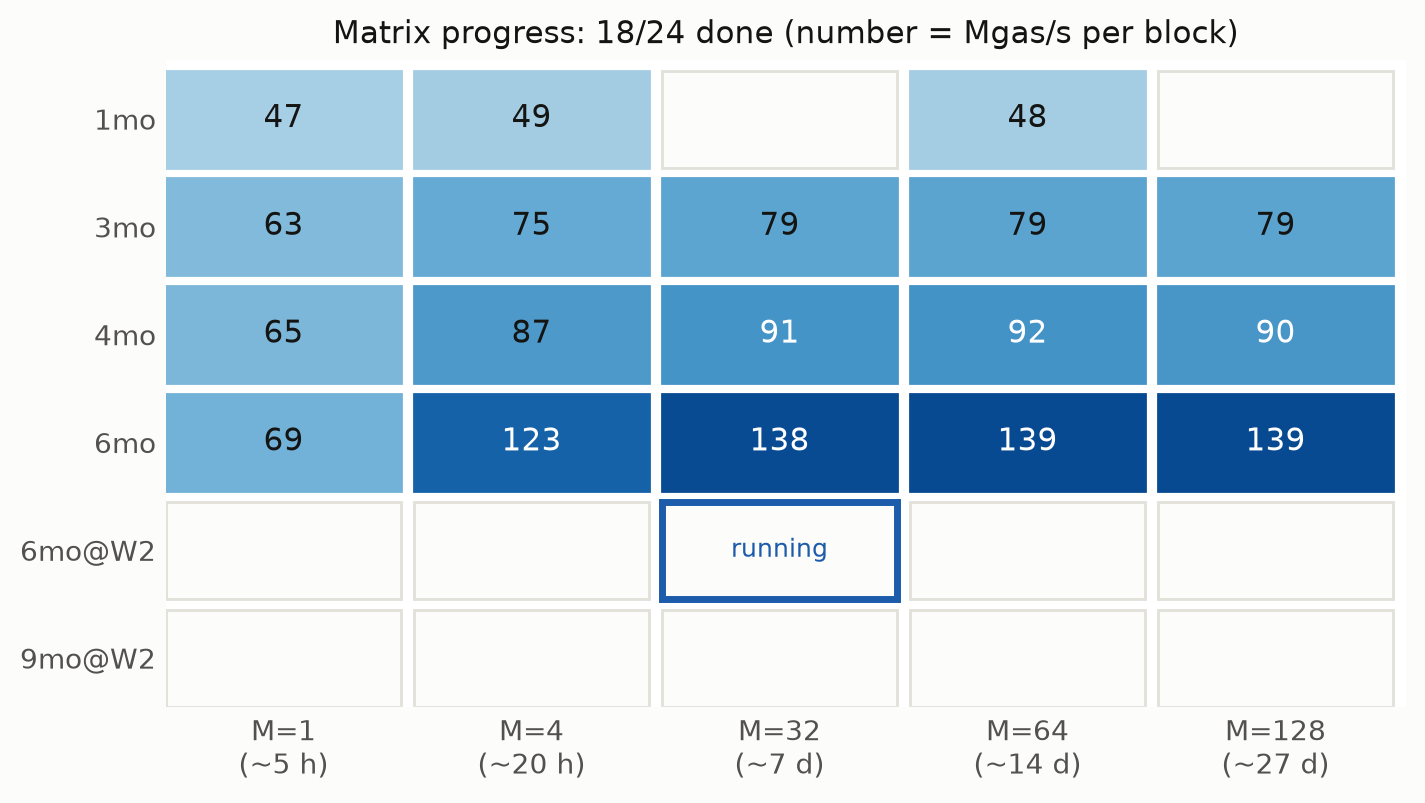 Matrix progress: 18/24 done (number = Mgas/s per block)
1mo 47 49 48
3mo 63 75 79 79 79
4mo 65 87 91 92 90
6mo 69 123 138 139 139
6mo@W2 running
9mo@W2
M=1 M=4 M=32 M=64 M=128
(~5 h) (~20 h) (~7 d) (~14 d) (~27 d)